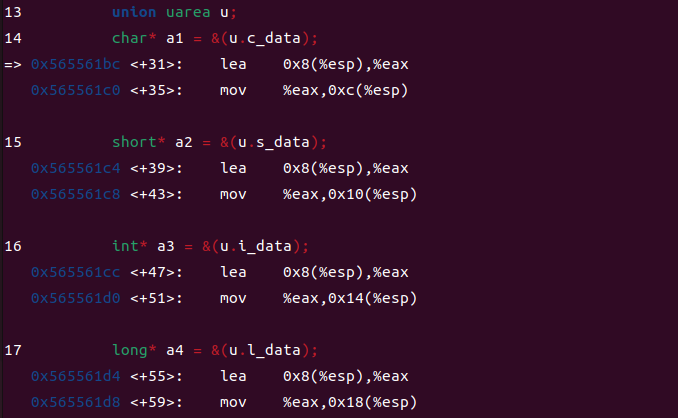 13 union uarea u;
14 char* a1 = &(u.c_data);
=> 0x565561bc <+31>: lea 0x8(%esp),%eax
0x565561c0 <+35>: mov %eax,0xc(%esp)
15 short* a2 = &(u.s_data);
0x565561c4 <+39>: lea 0x8(%esp),%eax
0x565561c8 <+43>: mov %eax,0x10(%esp)
16 int* a3 = &(u.i_data);
0x565561cc <+47>: lea 0x8(%esp),%eax
0x565561d0 <+51>: mov %eax,0x14(%esp)
17 long* a4 = &(u.l_data);
0x565561d4 <+55>: lea 0x8(%esp),%eax
0x565561d8 <+59>: mov %eax,0x18(%esp)